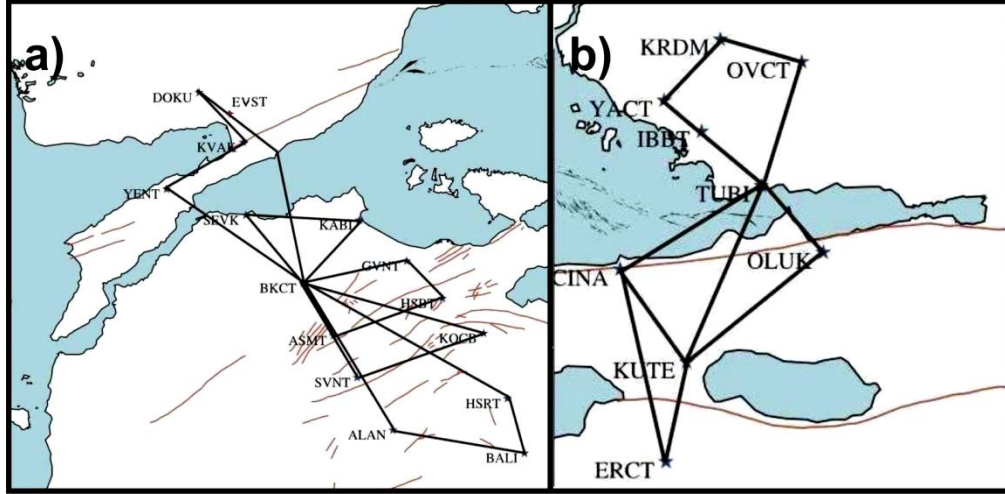 a)
DOKU
EVST
KVAK
YENT
SEVK
KABI
GVNT
BKCT
HSBT
ASMT
KOCB
SVNT
HSRT
ALAN
BALI
b)
KRDM
OVCT
YACT
IBBT
TUBI
OLUK
CINA
KUTE
ERCT